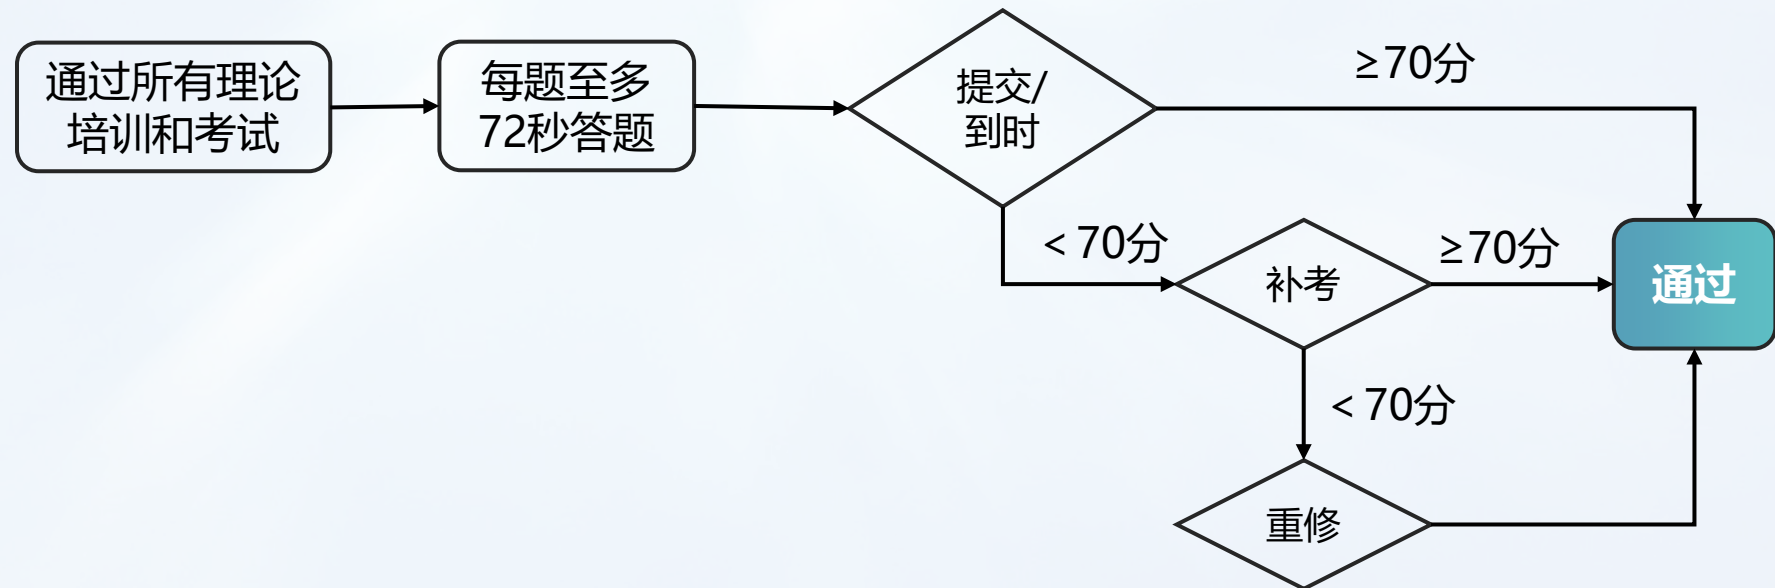 通过所有理论
培训和考试
每题至多
72秒答题
提交/
到时
≥70分
< 70分
补考
≥70分
通过
< 70分
重修